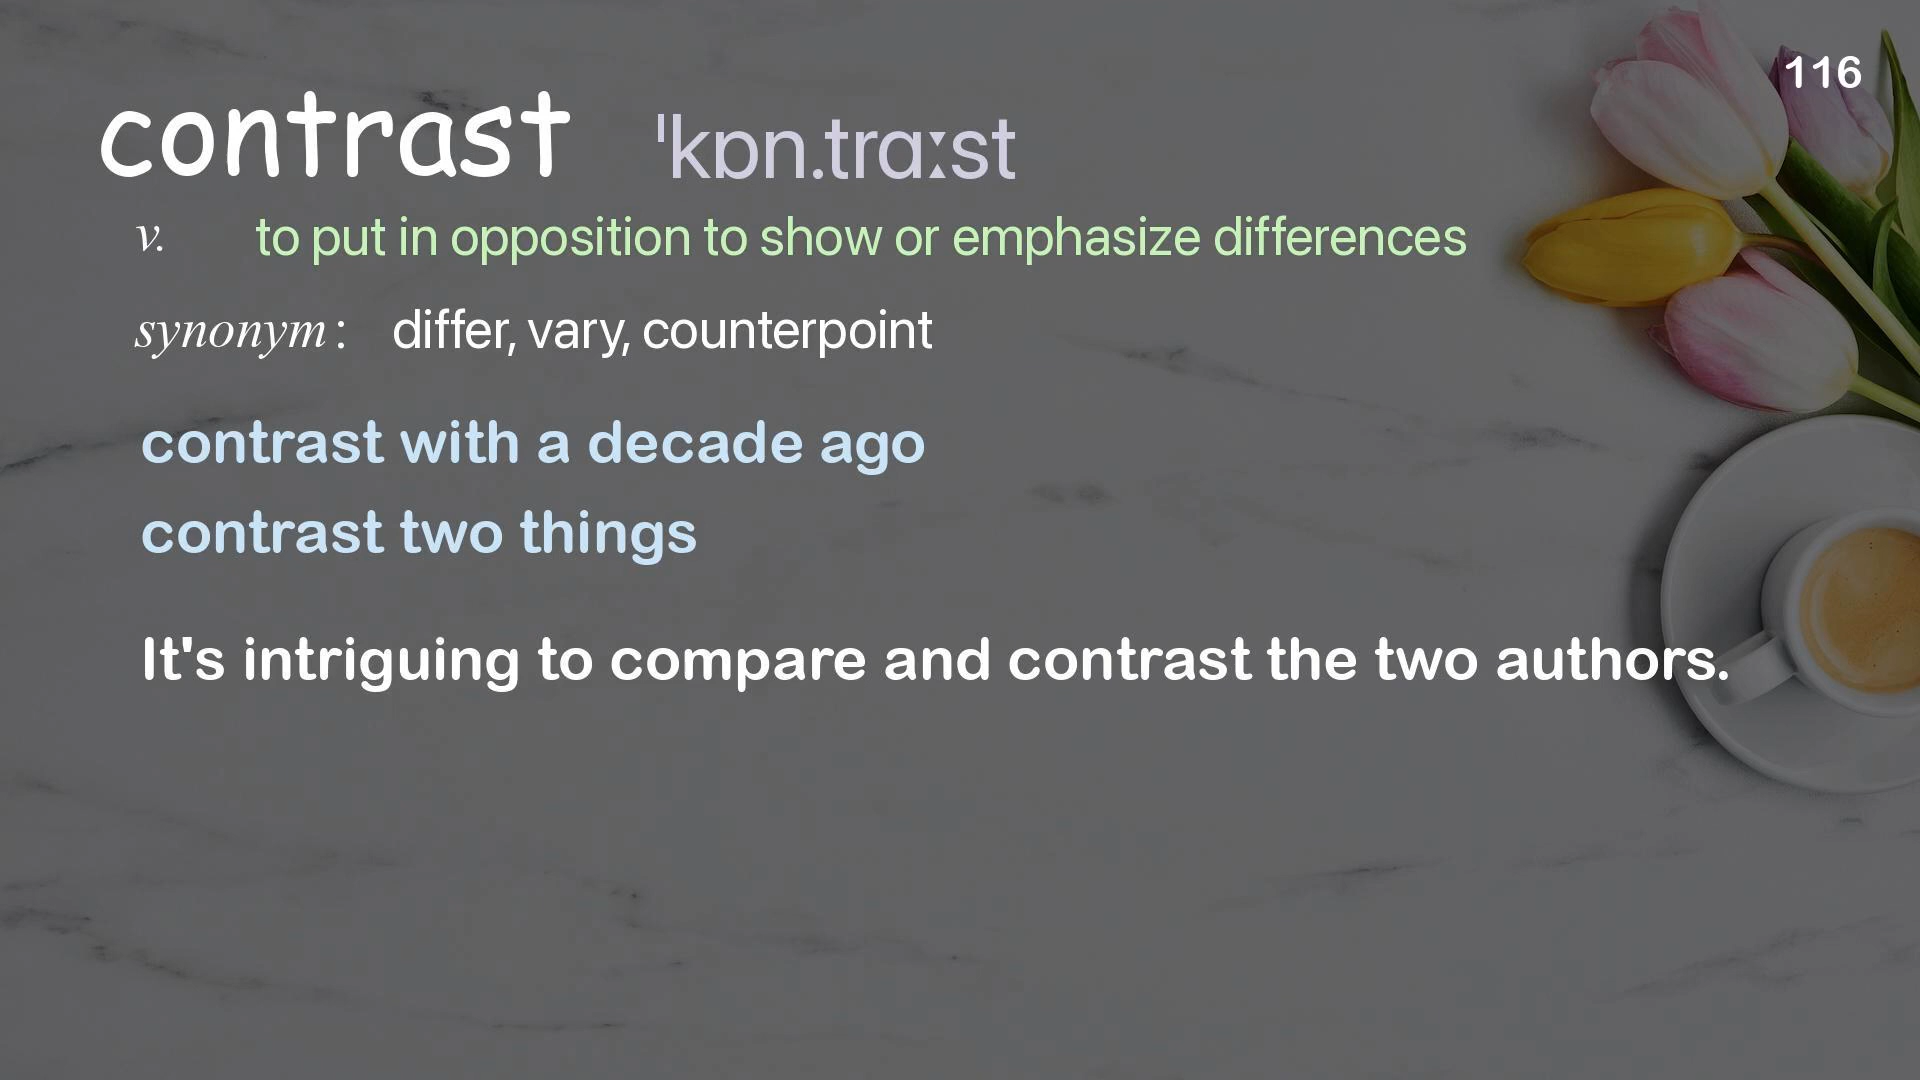 116
contrast ˈkɒn.trɑːst
v. to put in opposition to show or emphasize differences
synonym: differ, vary, counterpoint
contrast with a decade ago
contrast two things
It's intriguing to compare and contrast the two authors.